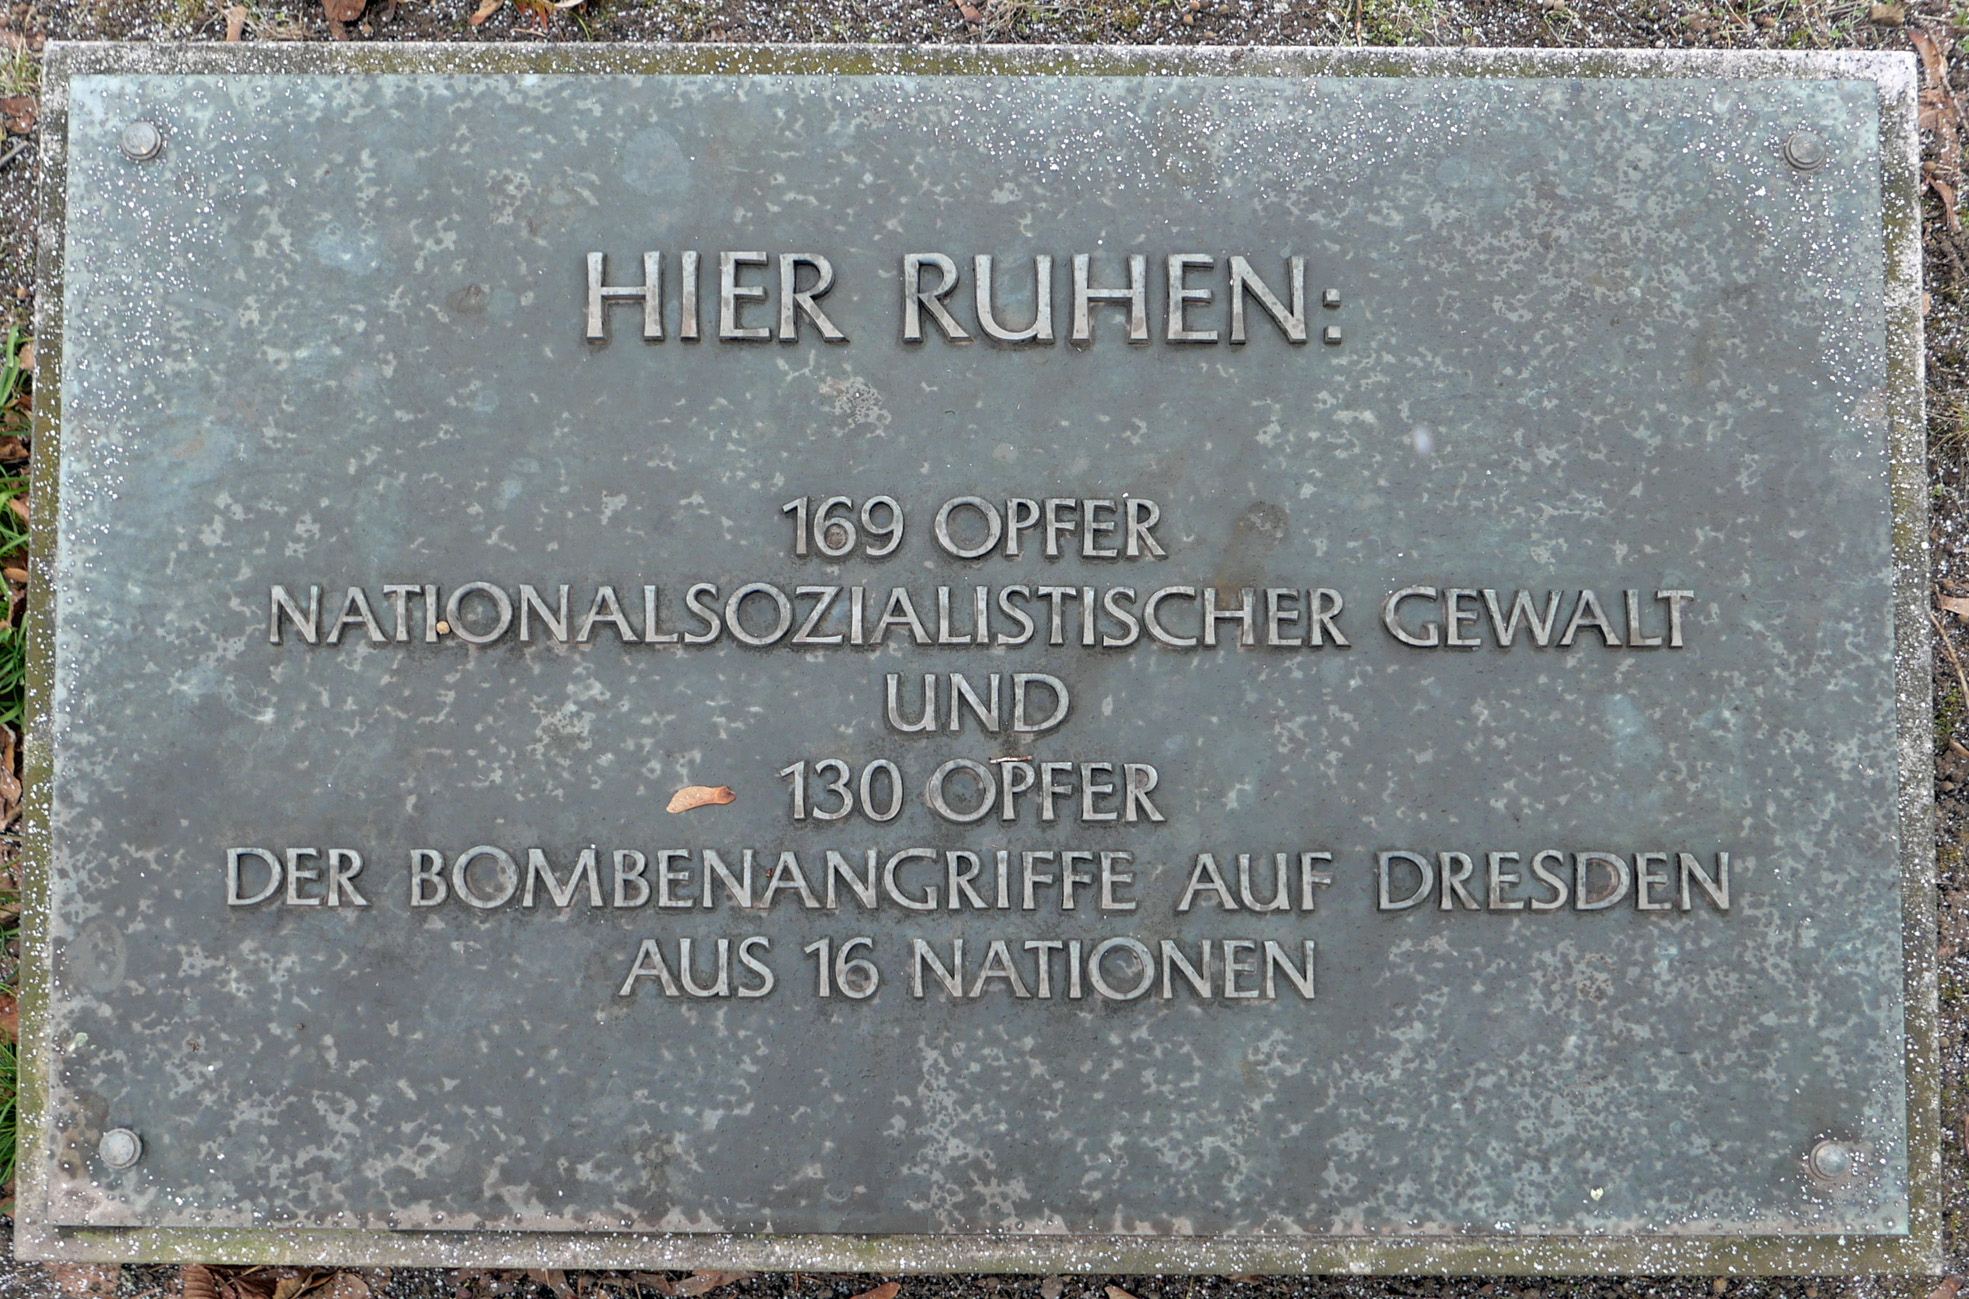 HIER RUHEN:
169 OPFER
NATIONALSOZIALISTISCHER GEWALT
UND
130 OPFER
DER BOMBENANGRIFFE AUF DRESDEN
AUS 16 NATIONEN